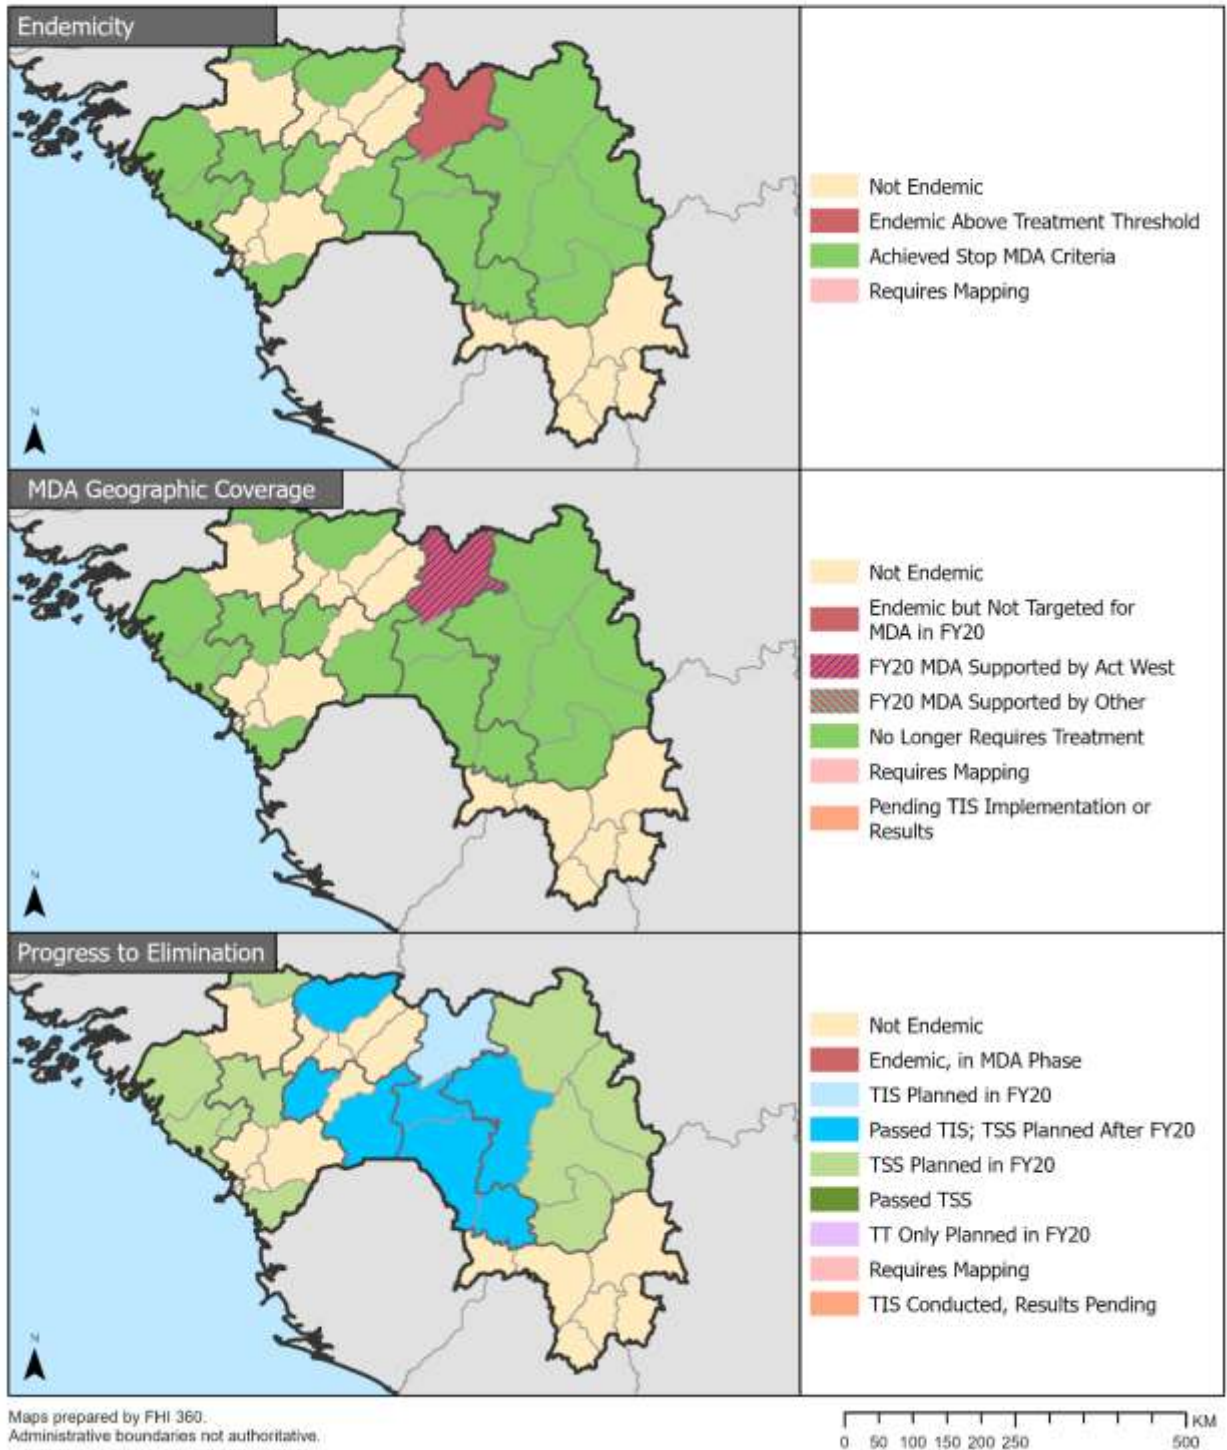 Endemicity
Not Endemic
Endemic Above Treatment Threshold
Achieved Stop MDA Criteria
Requires Mapping
N
MDA Geographic Coverage
Not Endemic
Endemic but Not Targeted for
MDA in FY20
FY20 MDA Supported by Act West
FY20 MDA Supported by Other
No Longer Requires Treatment
Requires Mapping
Pending TIS Implementation or
Results
N
Progress to Elimination
Not Endemic
Endemic, in MDA Phase
TIS Planned in FY20
Passed TIS; TSS Planned After FY20
TSS Planned in FY20
Passed TSS
TT Only Planned in FY20
Requires Mapping
TIS Conducted, Results Pending
N
Maps prepared by FHI 360.
Administrative boundaries not authoritative.
KM
0 50 100 150 200 250 500